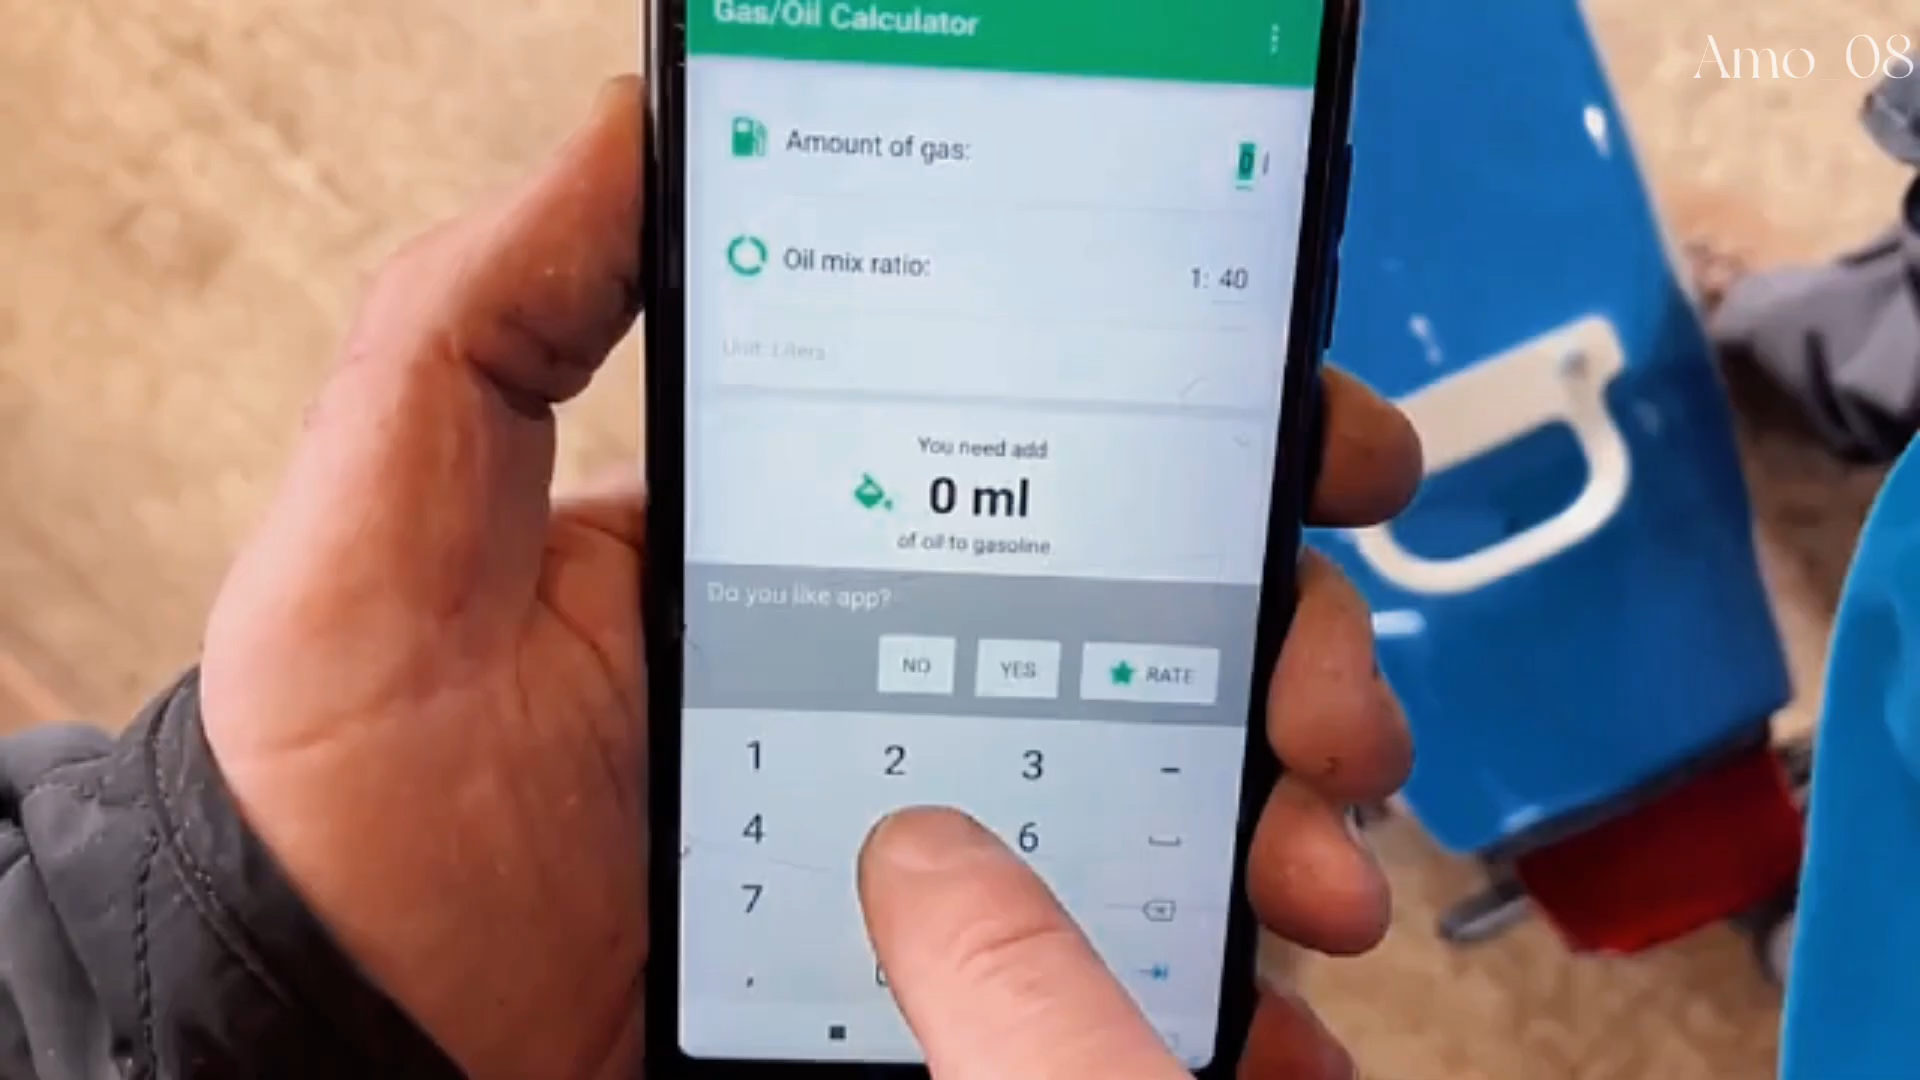 Amo_08
Gas/Oil Calculator
Amount of gas: 0 l
Oil mix ratio: 1: 40
Unit: Liters
You need add
0 ml
of oil to gasoline
Do you like app?
NO YES RATE
1 2 3 -
4 6
7
,